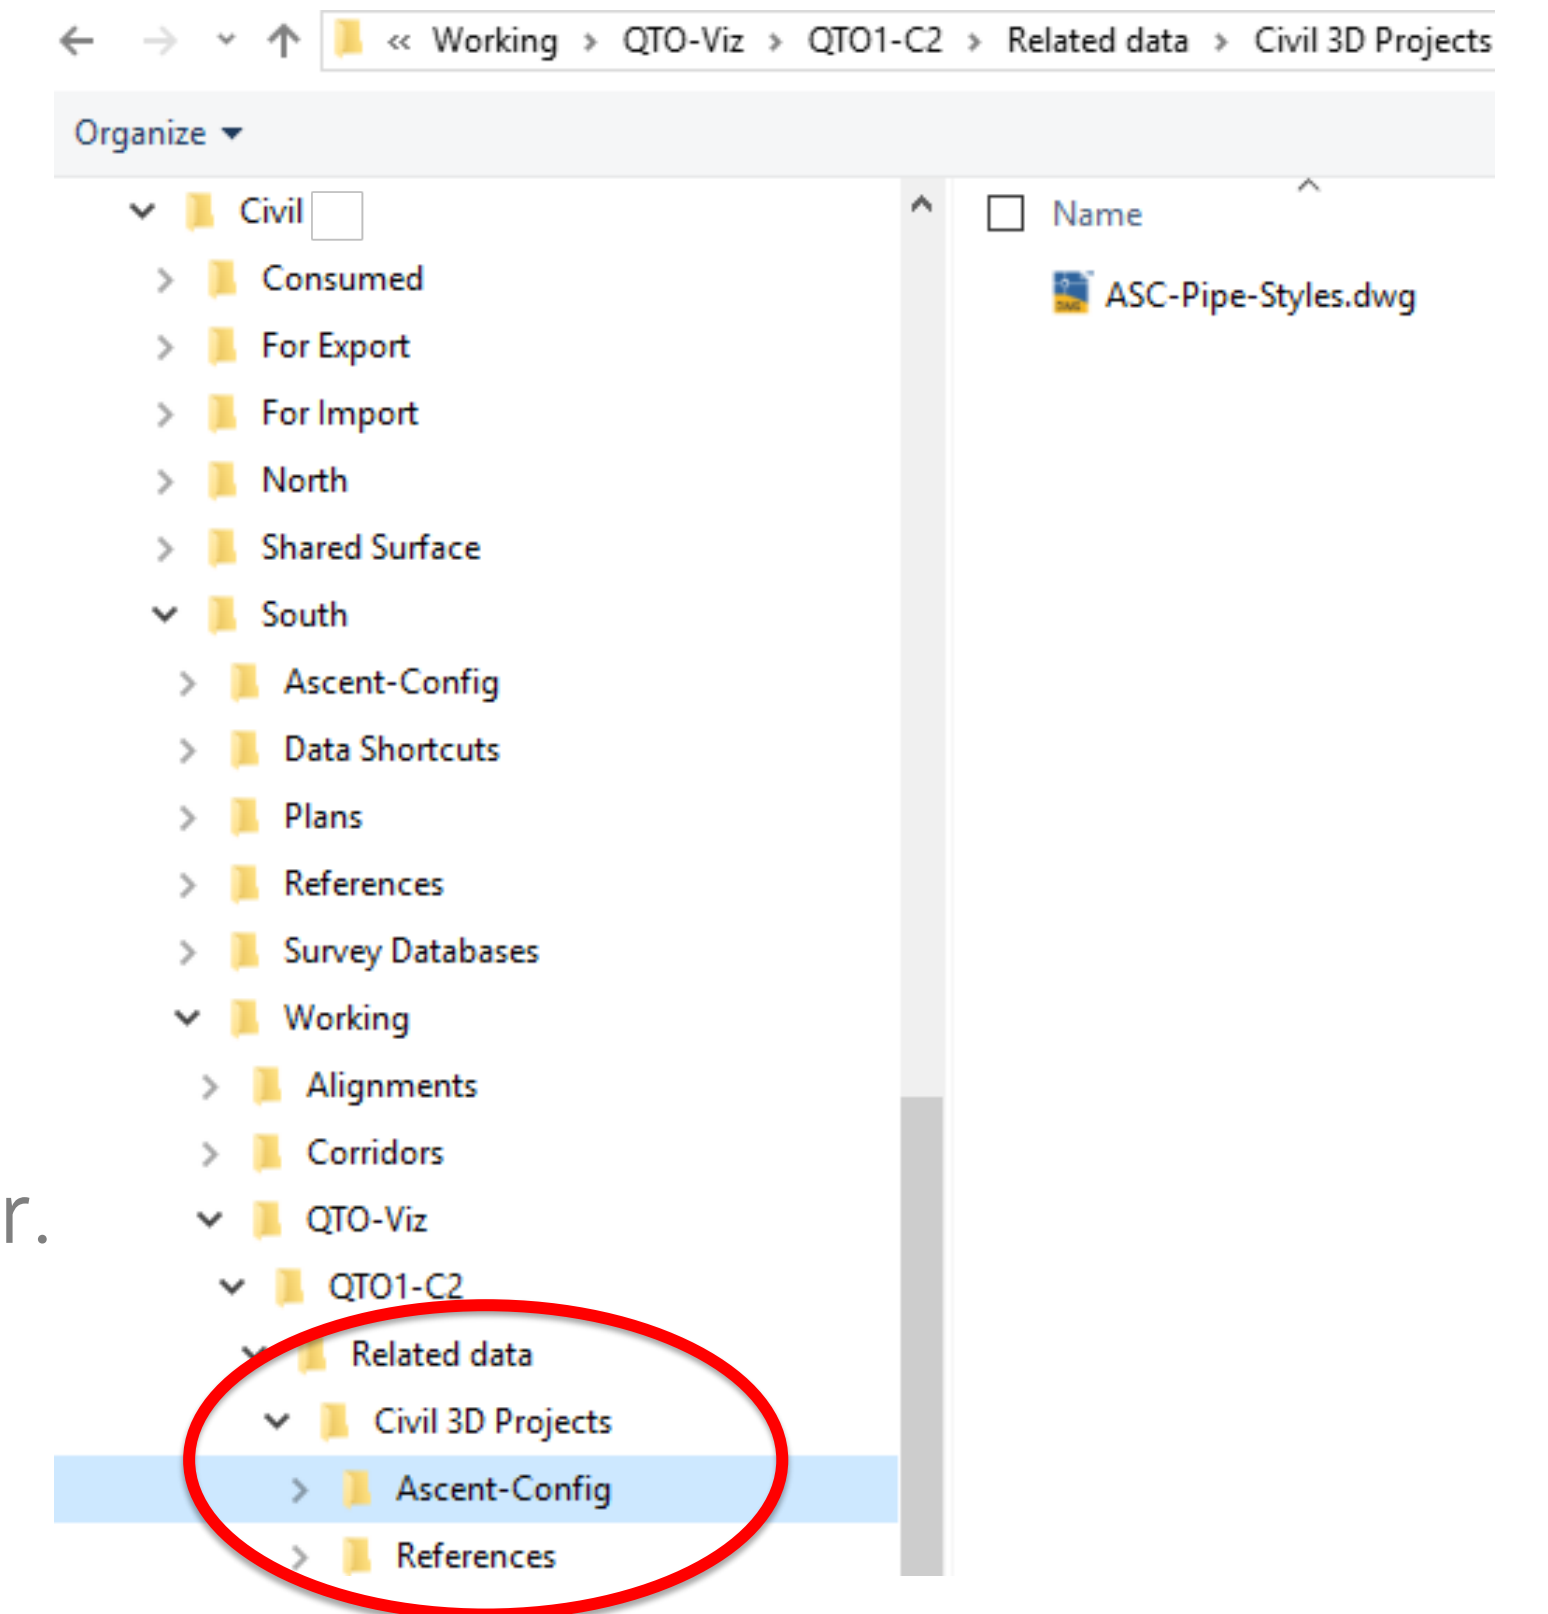 « Working > QTO-Viz > QTO1-C2 > Related data > Civil 3D Projects
Organize
Civil
Name
Consumed
ASC-Pipe-Styles.dwg
For Export
For Import
North
Shared Surface
South
Ascent-Config
Data Shortcuts
Plans
References
Survey Databases
Working
Alignments
Corridors
r.
QTO-Viz
QTO1-C2
Related data
Civil 3D Projects
Ascent-Config
References